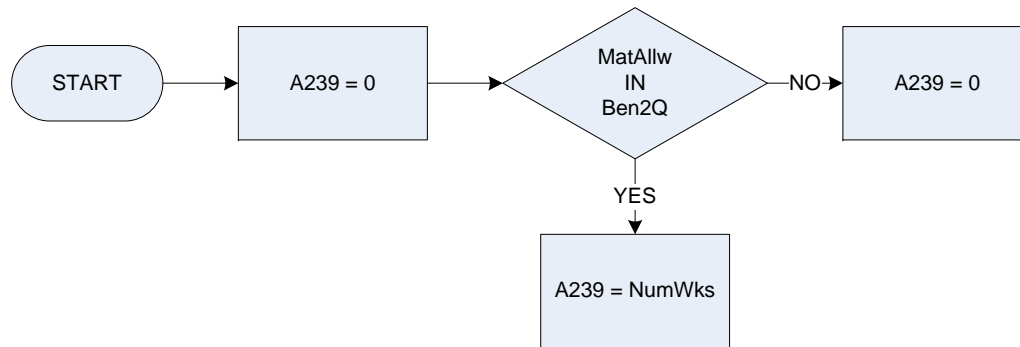 START
A239 = 0
MatAllw
IN
Ben2Q
NO
A239 = 0
YES
A239 = NumWks